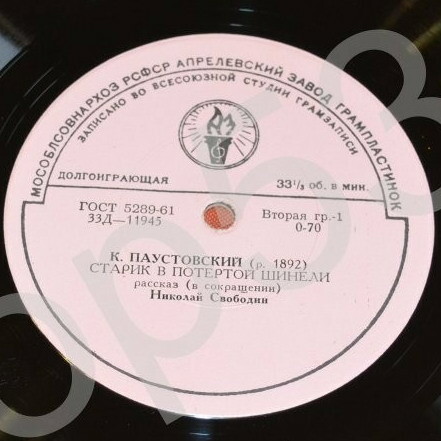 МОСОБЛСОВНАРХОЗ РСФСР АПРЕЛЕВСКИЙ ЗАВОД ГРАМПЛАСТИНОК
ЗАПИСАНО ВО ВСЕСОЮЗНОЙ СТУДИИ ГРАМЗАПИСИ
ДОЛГОИГРАЮЩАЯ 33⅓ об. в мин.
ГОСТ 5289-61 Вторая гр.-1
33Д—11945 0-70
К. ПАУСТОВСКИЙ (р. 1892)
СТАРИК В ПОТЕРТОЙ ШИНЕЛИ
рассказ (в сокращении)
Николай Свободин